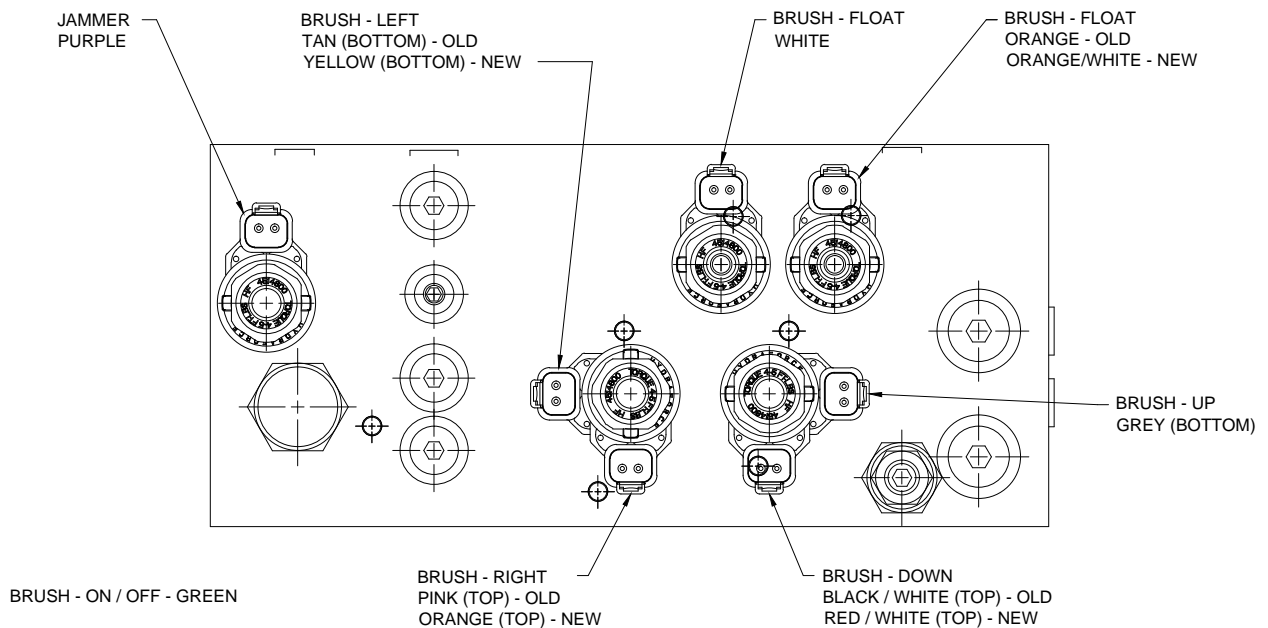 JAMMER
PURPLE
BRUSH - LEFT
TAN (BOTTOM) - OLD
YELLOW (BOTTOM) - NEW
BRUSH - FLOAT
WHITE
BRUSH - FLOAT
ORANGE - OLD
ORANGE/WHITE - NEW
BRUSH - UP
GREY (BOTTOM)
BRUSH - ON / OFF - GREEN
BRUSH - RIGHT
PINK (TOP) - OLD
ORANGE (TOP) - NEW
BRUSH - DOWN
BLACK / WHITE (TOP) - OLD
RED / WHITE (TOP) - NEW